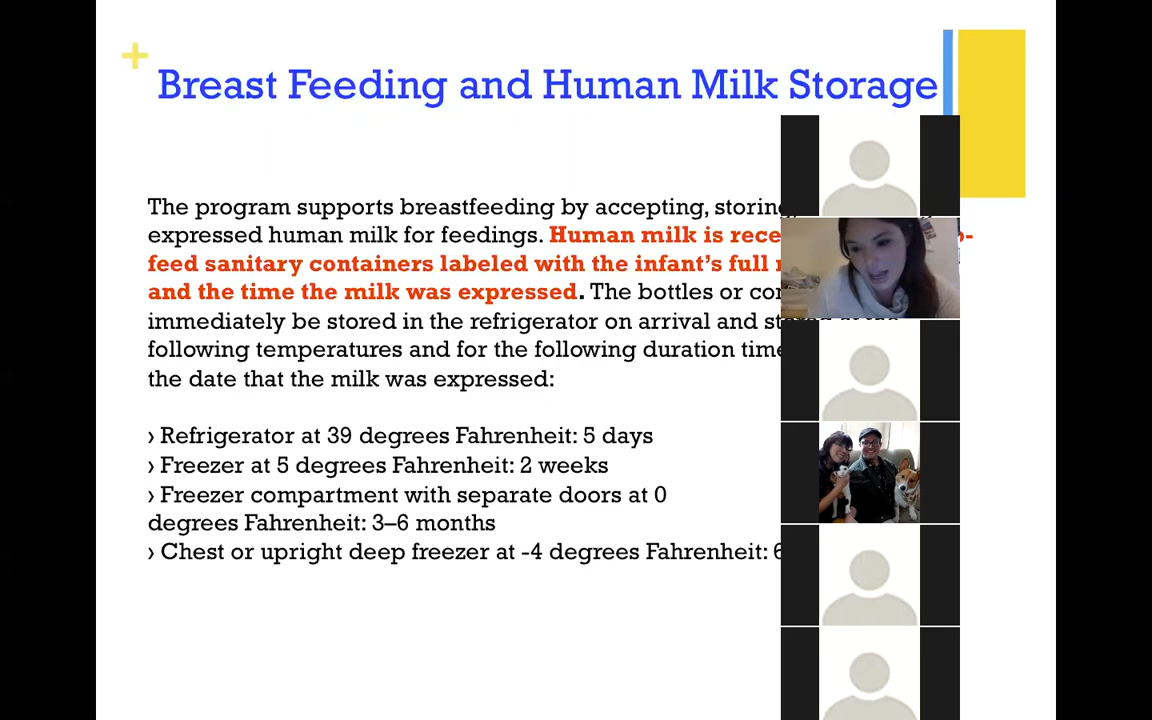 +
Breast Feeding and Human Milk Storage
The program supports breastfeeding by accepting, storing,
expressed human milk for feedings. Human milk is
feed sanitary containers labeled with the infant's full
and the time the milk was expressed. The bottles or
immediately be stored in the refrigerator on arrival and
following temperatures and for the following duration
the date that the milk was expressed:
› Refrigerator at 39 degrees Fahrenheit: 5 days
› Freezer at 5 degrees Fahrenheit: 2 weeks
› Freezer compartment with separate doors at 0
degrees Fahrenheit: 3–6 months
› Chest or upright deep freezer at -4 degrees Fahrenheit: